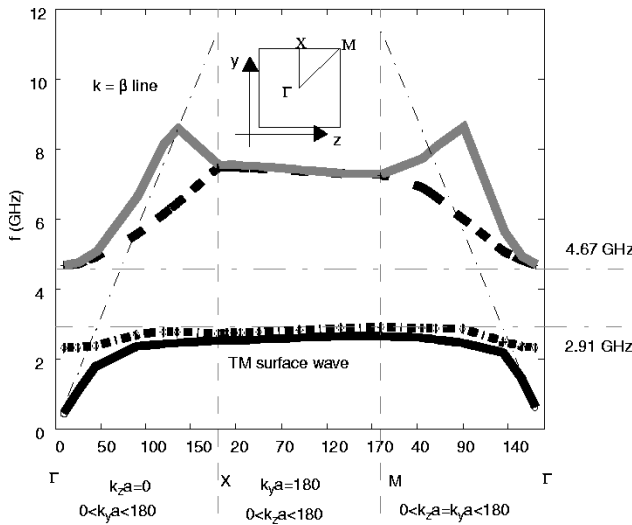 12
10
8
6
4
2
0
f (GHz)
k = β line
X
M
y
Γ
z
4.67 GHz
2.91 GHz
TM surface wave
0 50 100 150 20 70 120 170 40 90 140
Γ X M Γ
k_za=0
0<k_ya<180
k_ya=180
0<k_za<180
0<k_za=k_ya<180